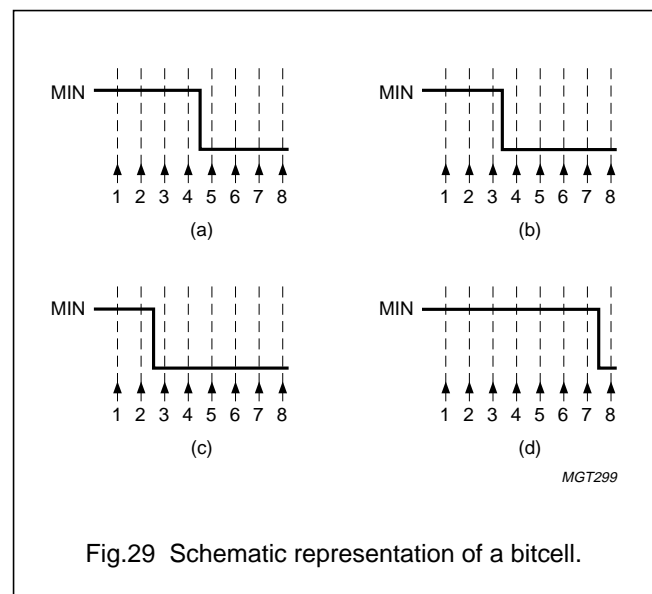 MIN
1 2 3 4 5 6 7 8
(a)
MIN
1 2 3 4 5 6 7 8
(b)
MIN
1 2 3 4 5 6 7 8
(c)
MIN
1 2 3 4 5 6 7 8
(d)
MGT299
Fig.29 Schematic representation of a bitcell.